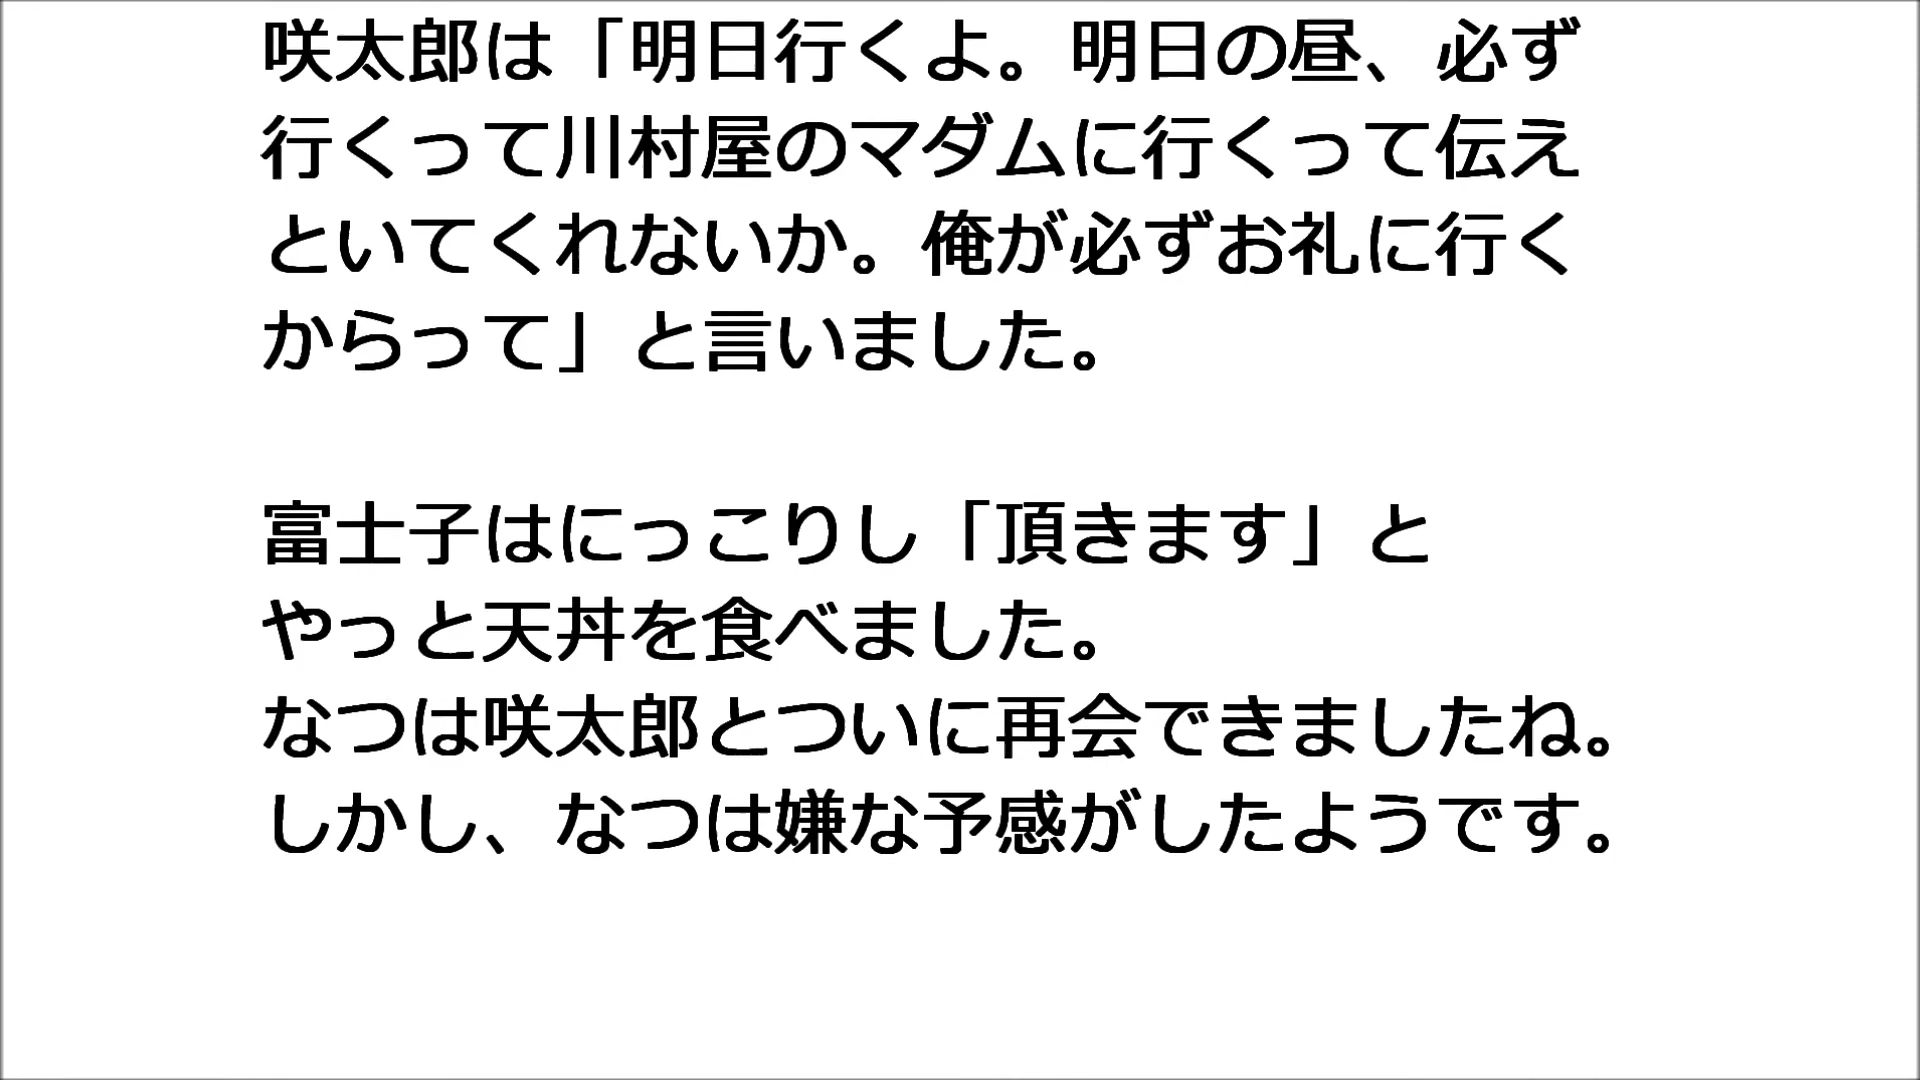 咲太郎は「明日行くよ。明日の昼、必ず
行くって川村屋のマダムに行くって伝え
といてくれないか。俺が必ずお礼に行く
からって」と言いました。
富士子はにっこりし「頂きます」と
やっと天丼を食べました。
なつは咲太郎とついに再会できましたね。
しかし、なつは嫌な予感がしたようです。